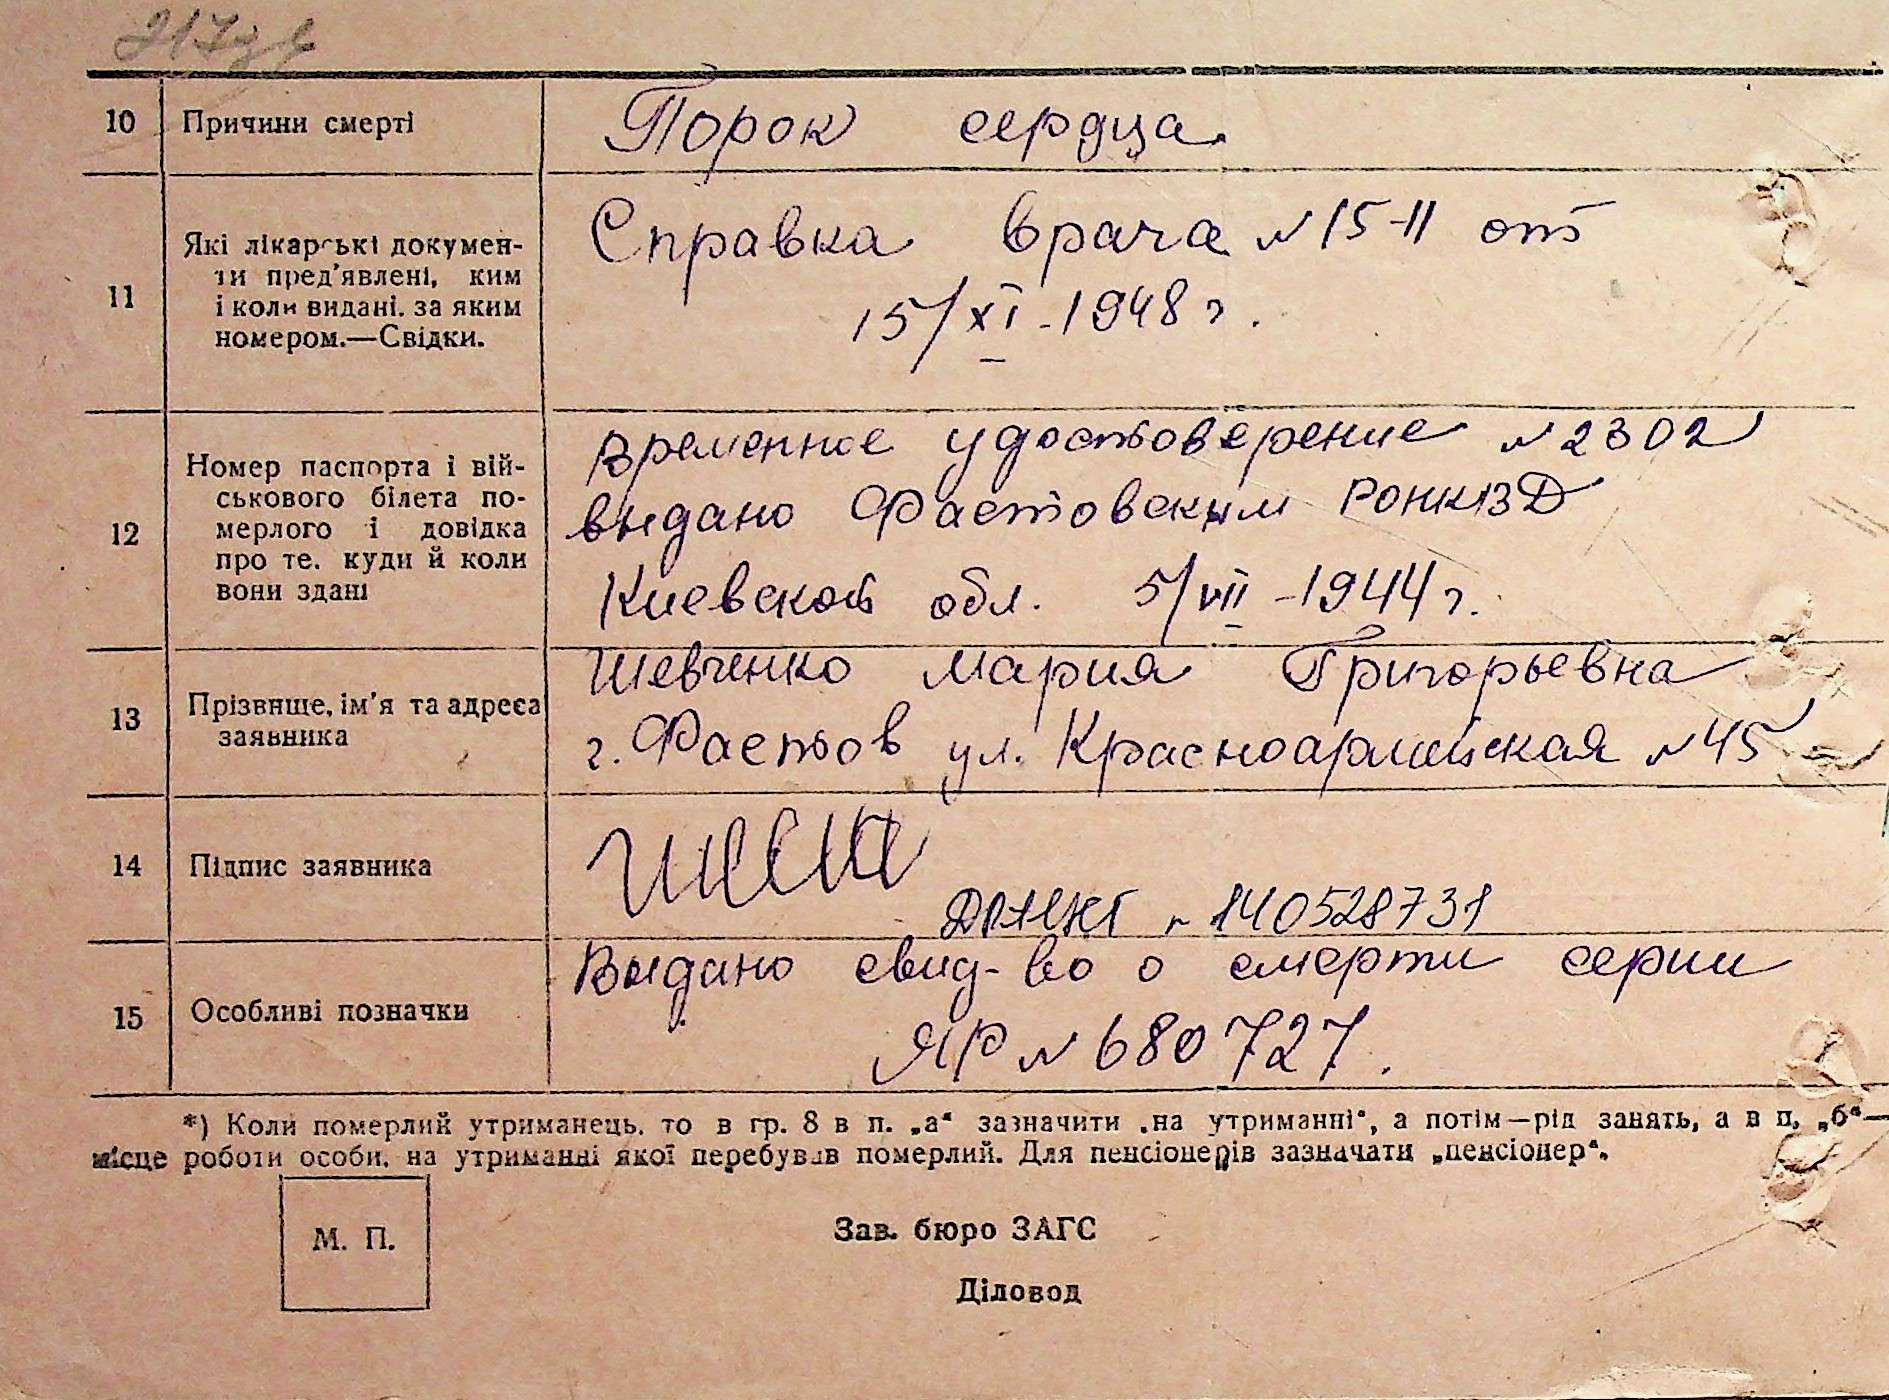 10 Причини смерті Порок сердца
11 Які лікарські докумен-
ти пред'явлені, ким
і коли видані, за яким
номером.—Свідки.
Справка врача №15-11 от
15/XI-1948 г.
12 Номер паспорта і вій-
ськового білета по-
мерлого і довідка
про те, куди й коли
вони здані
Временное удостоверение №2302
выдано Фастовским РОНКВД
Киевской обл. 5/VII-1944 г.
13 Прізвище, ім'я та адреса
заявника
Шевченко Мария Григорьевна
г. Фастов ул. Красноармейская №45
14 Підпис заявника
№ 140528731
15 Особливі позначки
Выдано свид-во о смерти серии
ЯР №680727.
*) Коли померлий утриманець, то в гр. 8 в п. „а“ зазначити „на утриманні“, а потім—рід занять, а в п. „б“—
місце роботи особи, на утриманні якої перебував померлий. Для пенсіонерів зазначати „пенсіонер“.
М. П.
Зав. бюро ЗАГС
Діловод